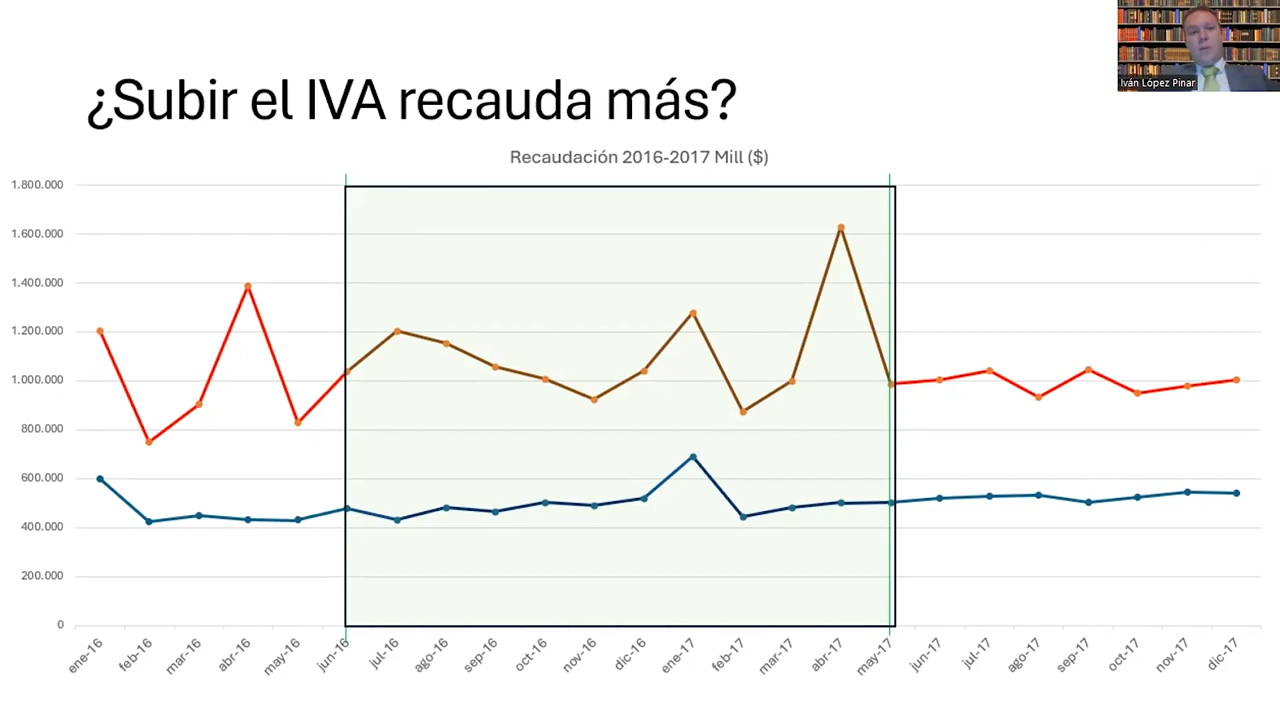 Iván López Pinar
¿Subir el IVA recauda más?
Recaudación 2016-2017 Mill ($)
1.800.000
1.600.000
1.400.000
1.200.000
1.000.000
800.000
600.000
400.000
200.000
0
ene-16
feb-16
mar-16
abr-16
may-16
jun-16
jul-16
ago-16
sep-16
oct-16
nov-16
dic-16
ene-17
feb-17
mar-17
abr-17
may-17
jun-17
jul-17
ago-17
sep-17
oct-17
nov-17
dic-17